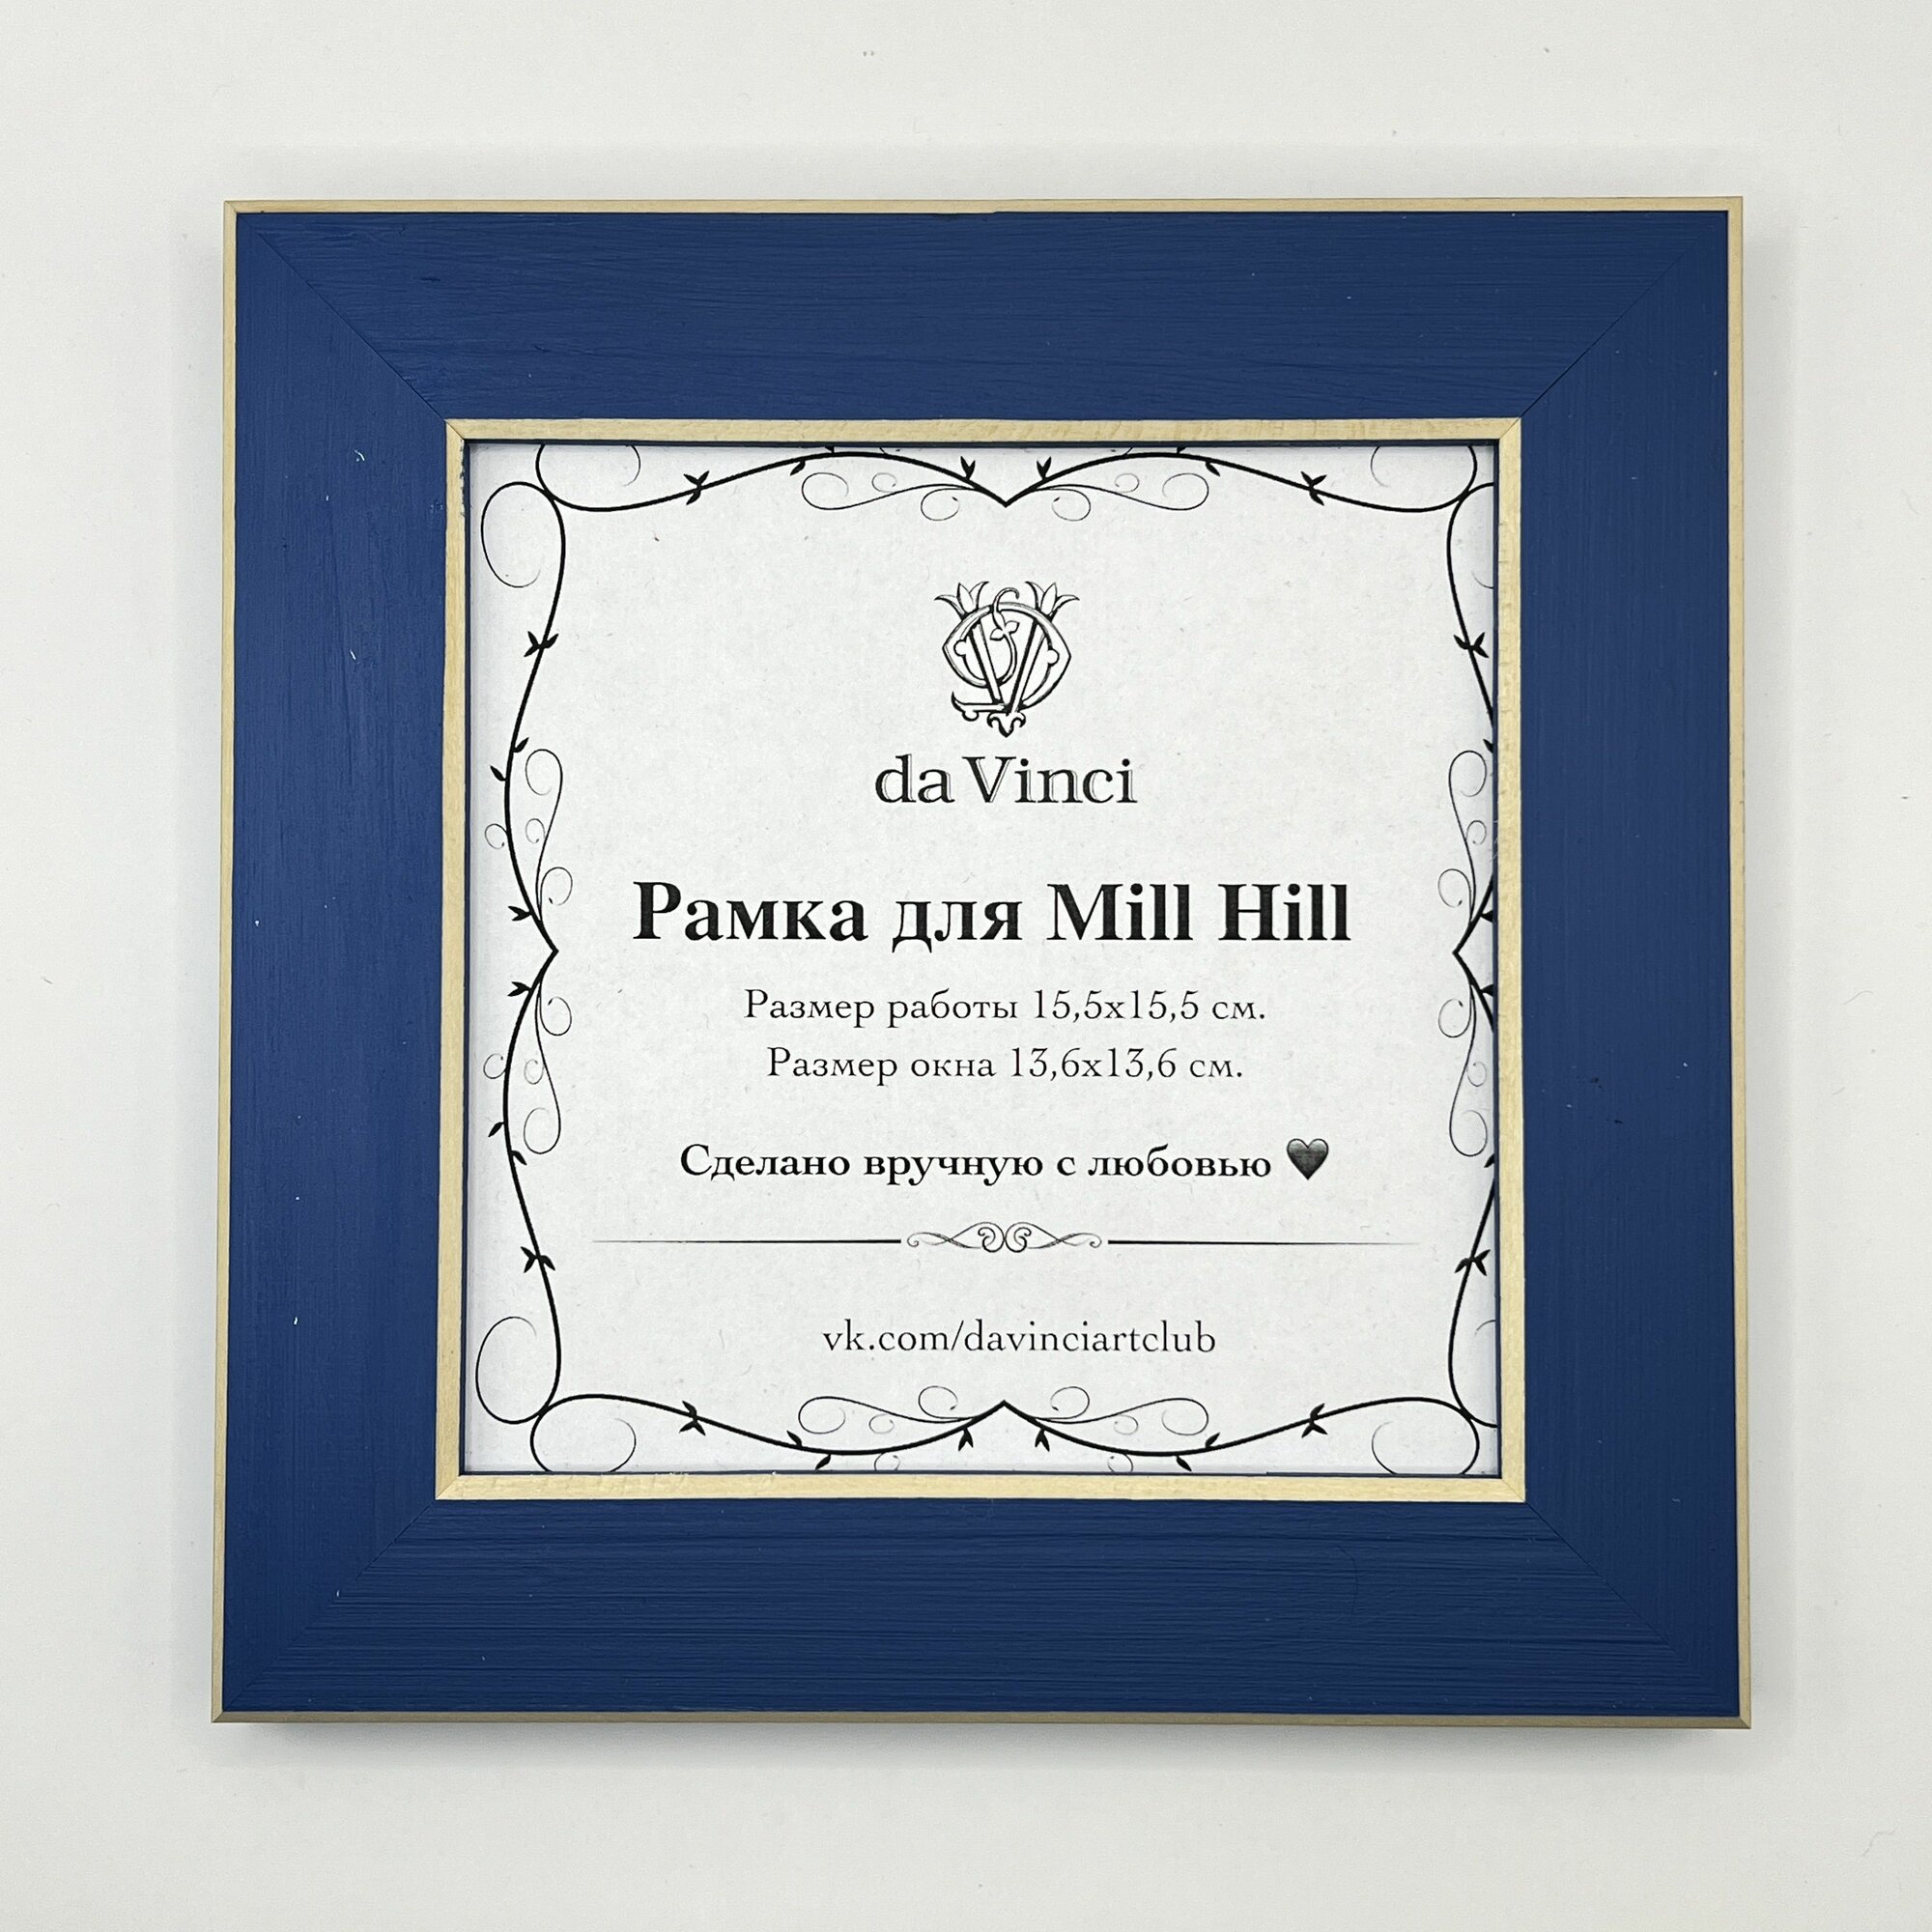 da Vinci
Рамка для Mill Hill
Размер работы 15,5х15,5 см.
Размер окна 13,6х13,6 см.
Сделано вручную с любовью 🖤
vk.com/davinciartclub